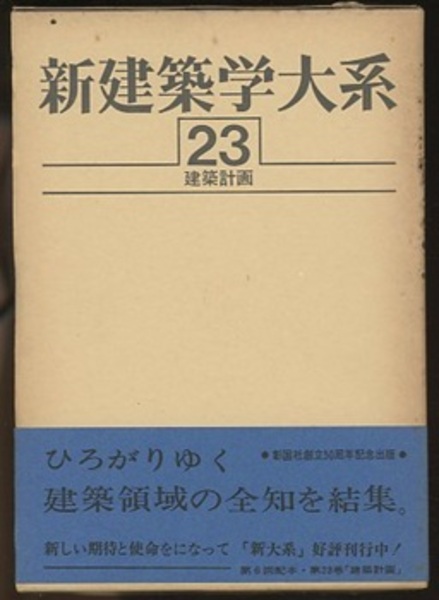 新建築学大系
23
建築計画
ひろがりゆく
●彰国社創立50周年記念出版●
建築領域の全知を結集。
新しい期待と使命をになって「新大系」好評刊行中！
第6回配本・第23巻「建築計画」